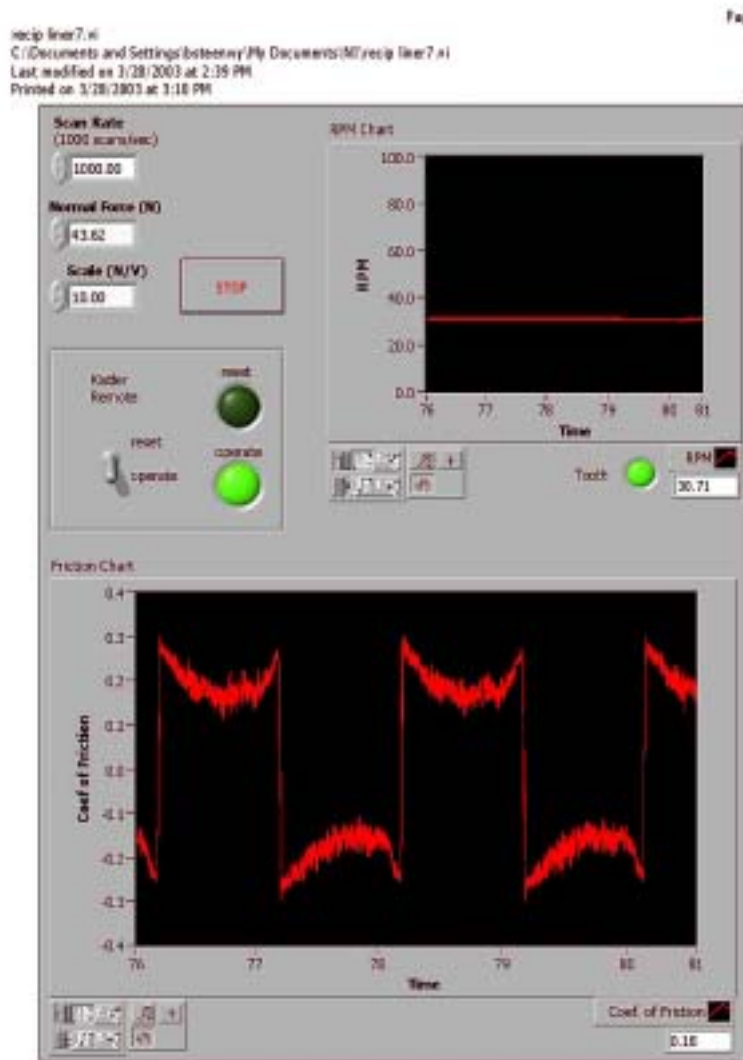 Pa
recip liner7.vi
C:\Documents and Settings\bsteenwy\My Documents\NI\recip liner7.vi
Last modified on 3/28/2003 at 2:39 PM
Printed on 3/28/2003 at 3:10 PM
Scan Rate
(1000 scans/sec)
1000.00
Normal Force (N)
43.62
Scale (N/V)
10.00
STOP
Remote
reset
reset
operate
operate
RPM Chart
100.0
80.0
60.0
40.0
20.0
0.0
RPM
76 77 78 79 80 81
Time
Tooth
RPM
30.71
Friction Chart
0.4
0.3
0.2
0.1
0.0
-0.1
-0.2
-0.3
-0.4
Coef of Friction
76 77 78 79 80 81
Time
Coef. of Friction
0.18